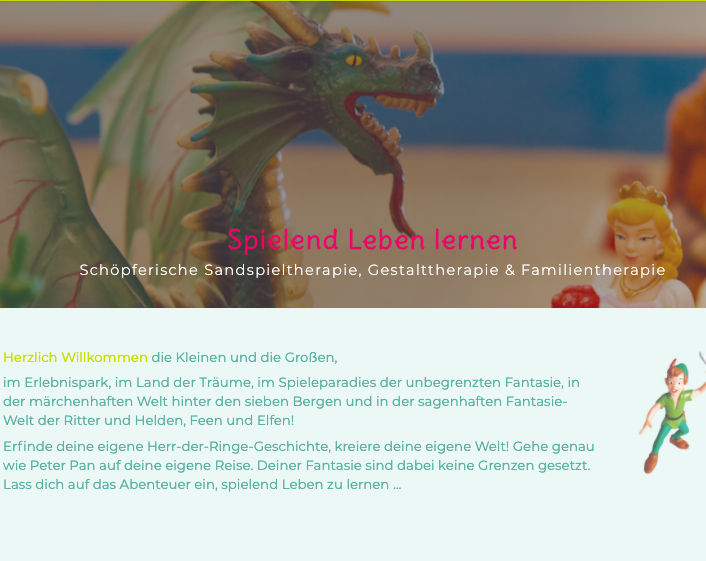 Spielend Leben lernen
Schöpferische Sandspieltherapie, Gestalttherapie & Familientherapie
Herzlich Willkommen die Kleinen und die Großen,
im Erlebnispark, im Land der Träume, im Spieleparadies der unbegrenzten Fantasie, in
der märchenhaften Welt hinter den sieben Bergen und in der sagenhaften Fantasie-
Welt der Ritter und Helden, Feen und Elfen!
Erfinde deine eigene Herr-der-Ringe-Geschichte, kreiere deine eigene Welt! Gehe genau
wie Peter Pan auf deine eigene Reise. Deiner Fantasie sind dabei keine Grenzen gesetzt.
Lass dich auf das Abenteuer ein, spielend Leben zu lernen ...